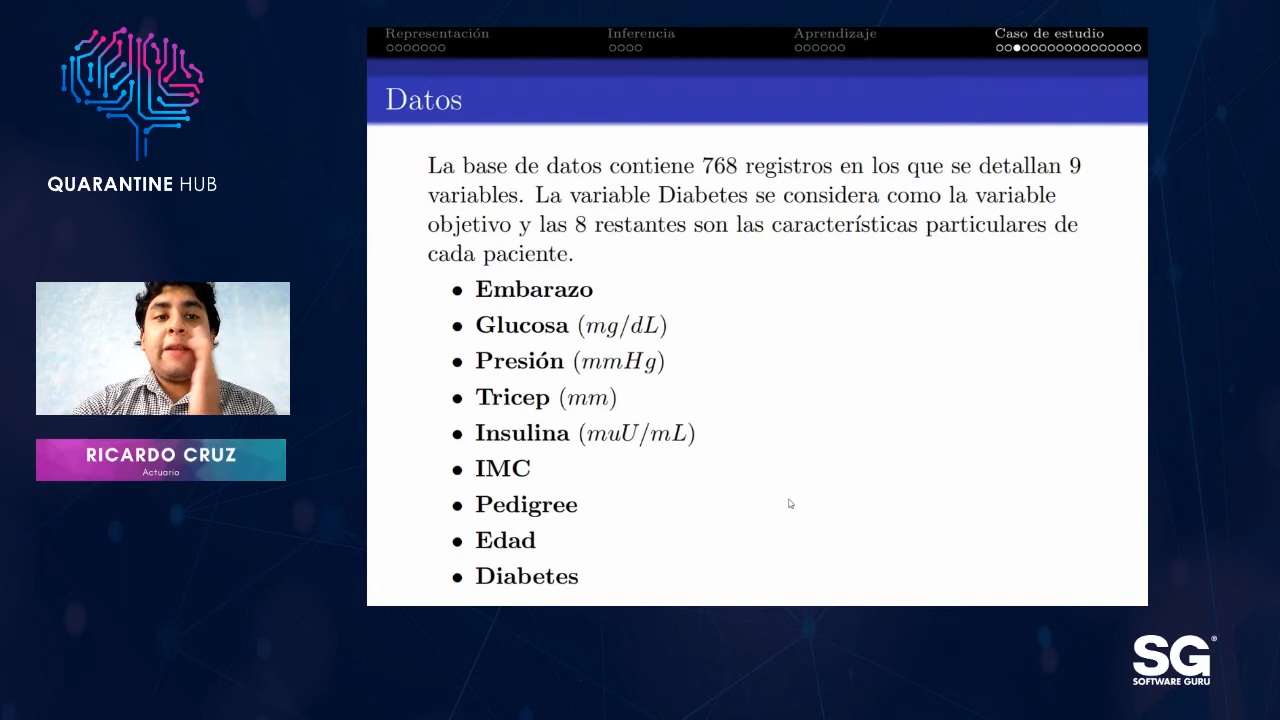 QUARANTINE HUB
RICARDO CRUZ
Actuario
Representación
Inferencia
Aprendizaje
Caso de estudio
Datos
La base de datos contiene 768 registros en los que se detallan 9
variables. La variable Diabetes se considera como la variable
objetivo y las 8 restantes son las características particulares de
cada paciente.
• Embarazo
• Glucosa (mg/dL)
• Presión (mmHg)
• Tricep (mm)
• Insulina (muU/mL)
• IMC
• Pedigree
• Edad
• Diabetes
SG®
SOFTWARE GURU